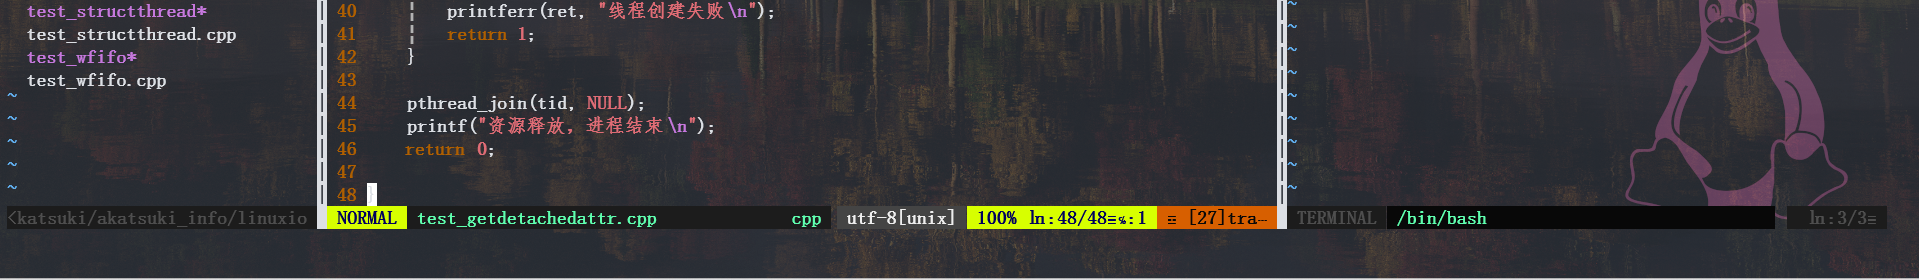 test_structthread*
test_structthread.cpp
test_wfifo*
test_wfifo.cpp
~
~
~
~
~
<katsuki/akatsuki_info/linuxio
40 printferr(ret, "线程创建失败\n");
41 return 1;
42 }
43
44 pthread_join(tid, NULL);
45 printf("资源释放，进程结束\n");
46 return 0;
47
48 }
NORMAL test_getdetachedattr.cpp cpp utf-8[unix] 100% ln:48/48≡℅:1 ☲ [27]tra…
~
~
~
~
~
~
~
~
~
TERMINAL /bin/bash ln:3/3≡